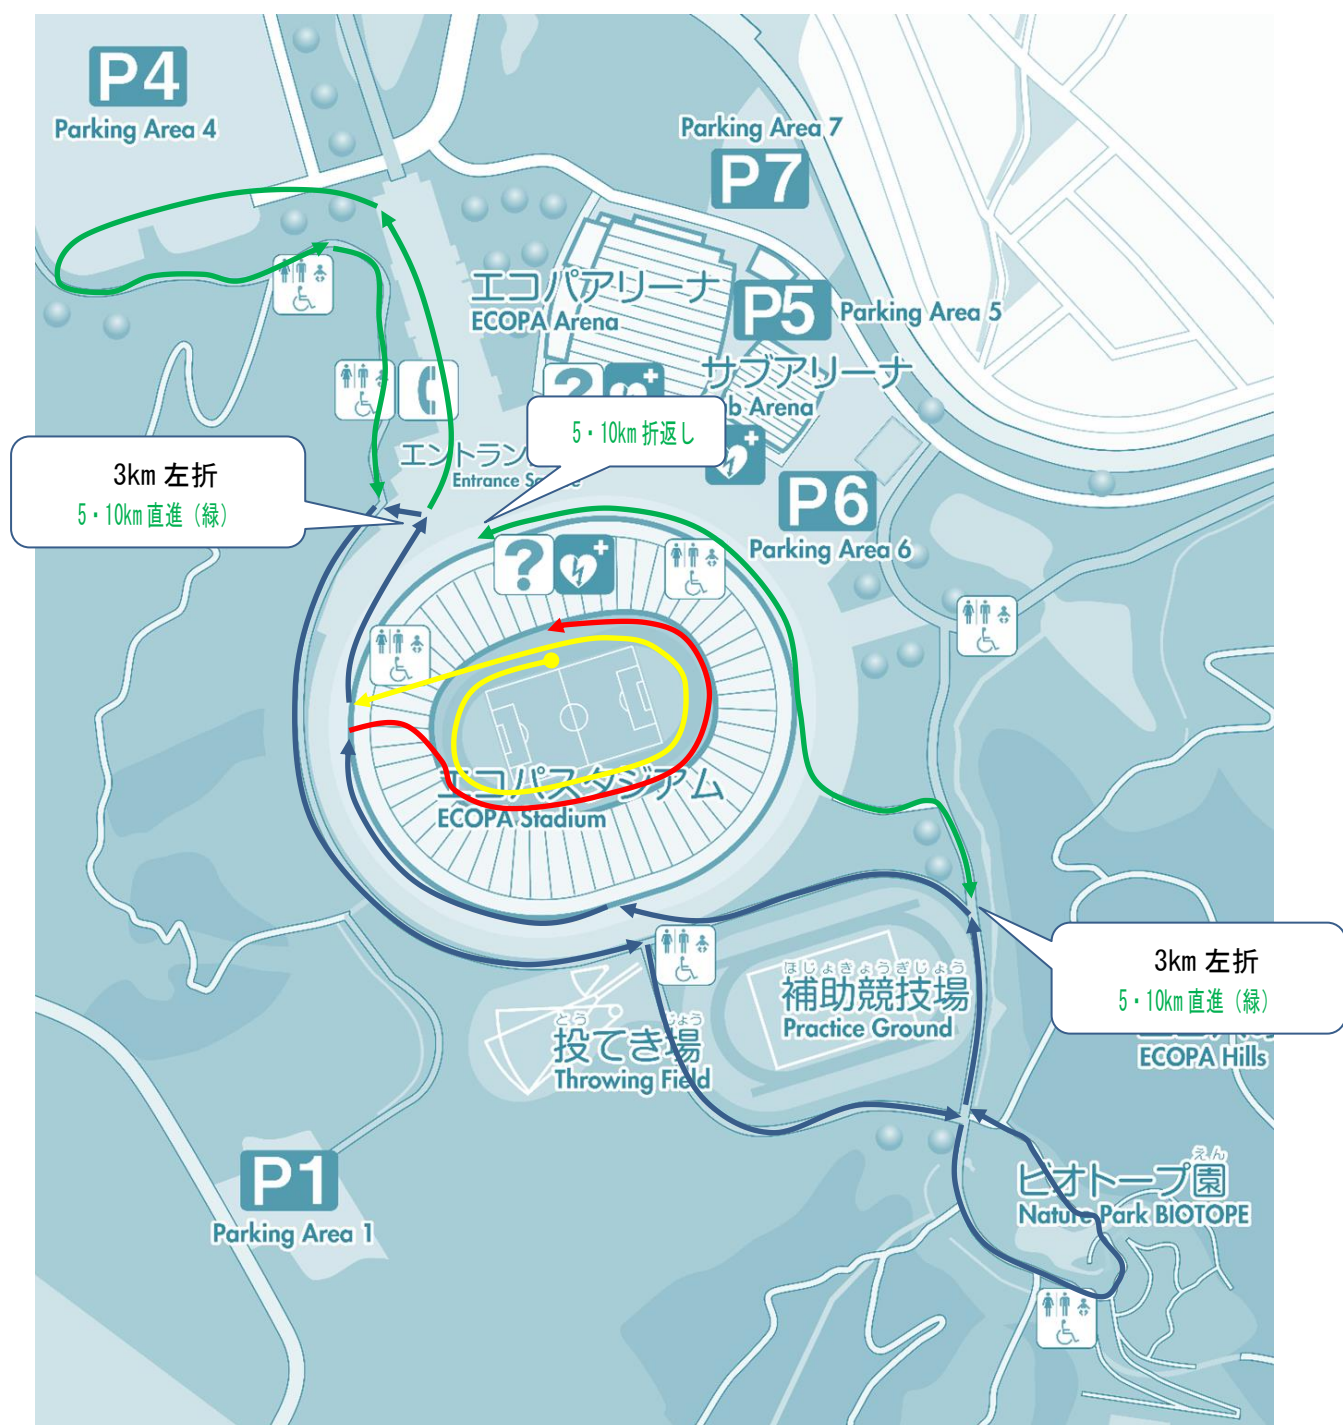 P4
Parking Area 4
Parking Area 7
P7
エコパアリーナ
ECOPA Arena
P5
Parking Area 5
サブアリーナ
b Arena
5・10km 折返し
エントラン
Entrance S
3km 左折
5・10km 直進（緑）
P6
Parking Area 6
エコパスタジアム
ECOPA Stadium
3km 左折
5・10km 直進（緑）
ほじょきょうぎじょう
補助競技場
Practice Ground
とう じょう
投てき場
Throwing Field
ECOPA Hills
P1
Parking Area 1
えん
ビオトープ園
Nature Park BIOTOPE